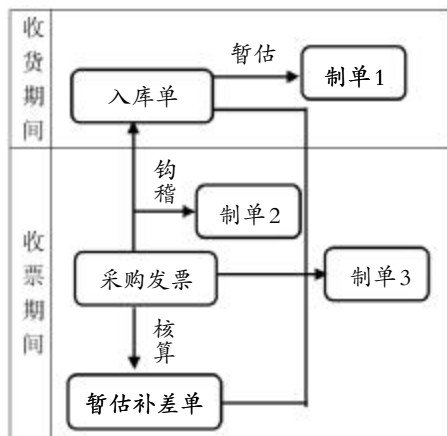 收货期间
暂估
入库单
制单1
收票期间
钩稽
制单2
采购发票
制单3
核算
暂估补差单